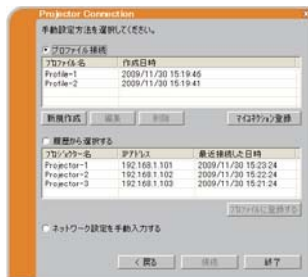 Projector Connection
手動設定方法を選択してください。
プロファイル接続
プロファイル名 作成日時
Profile-1 2009/11/30 15:19:46
Profile-2 2009/11/30 15:19:41
新規作成 編集 削除 マイコネクション登録
履歴から選択する
プロジェクター名 IPアドレス 最近接続した日時
Projector-1 192.168.1.101 2009/11/30 15:23:24
Projector-2 192.168.1.102 2009/11/30 15:22:24
Projector-3 192.168.1.103 2009/11/30 15:21:24
プロファイルに登録する
ネットワーク設定を手動入力する
< 戻る 接続 終了